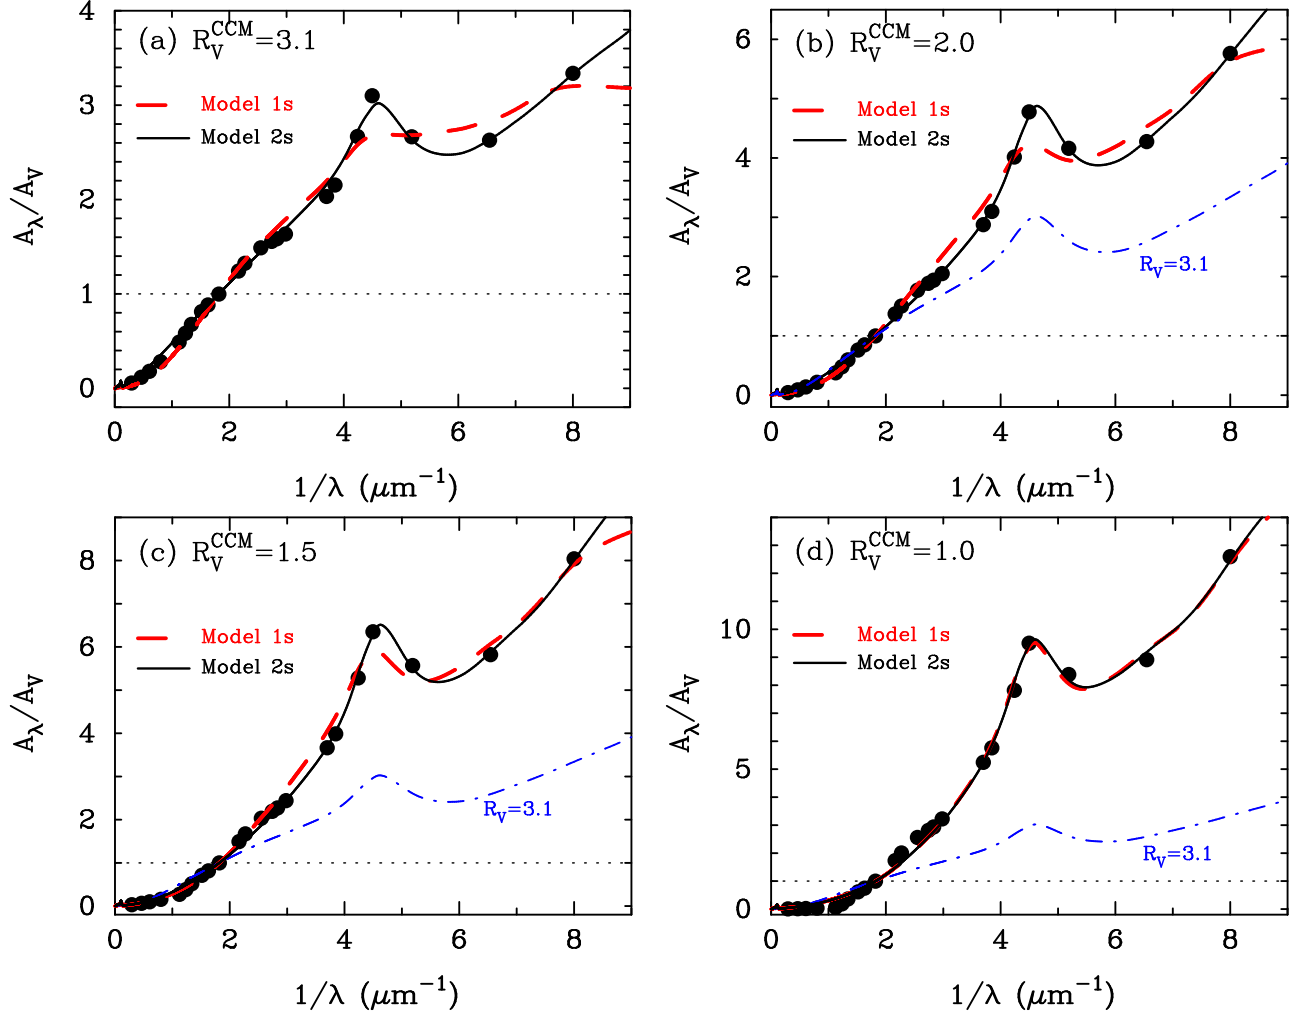 (a) R_V^CCM=3.1
Model 1s
Model 2s
4
3
2
1
0
A_λ/A_V
0 2 4 6 8
1/λ (μm⁻¹)
(b) R_V^CCM=2.0
Model 1s
Model 2s
R_V=3.1
6
4
2
0
A_λ/A_V
0 2 4 6 8
1/λ (μm⁻¹)
(c) R_V^CCM=1.5
Model 1s
Model 2s
R_V=3.1
8
6
4
2
0
A_λ/A_V
0 2 4 6 8
1/λ (μm⁻¹)
(d) R_V^CCM=1.0
Model 1s
Model 2s
R_V=3.1
10
5
0
A_λ/A_V
0 2 4 6 8
1/λ (μm⁻¹)